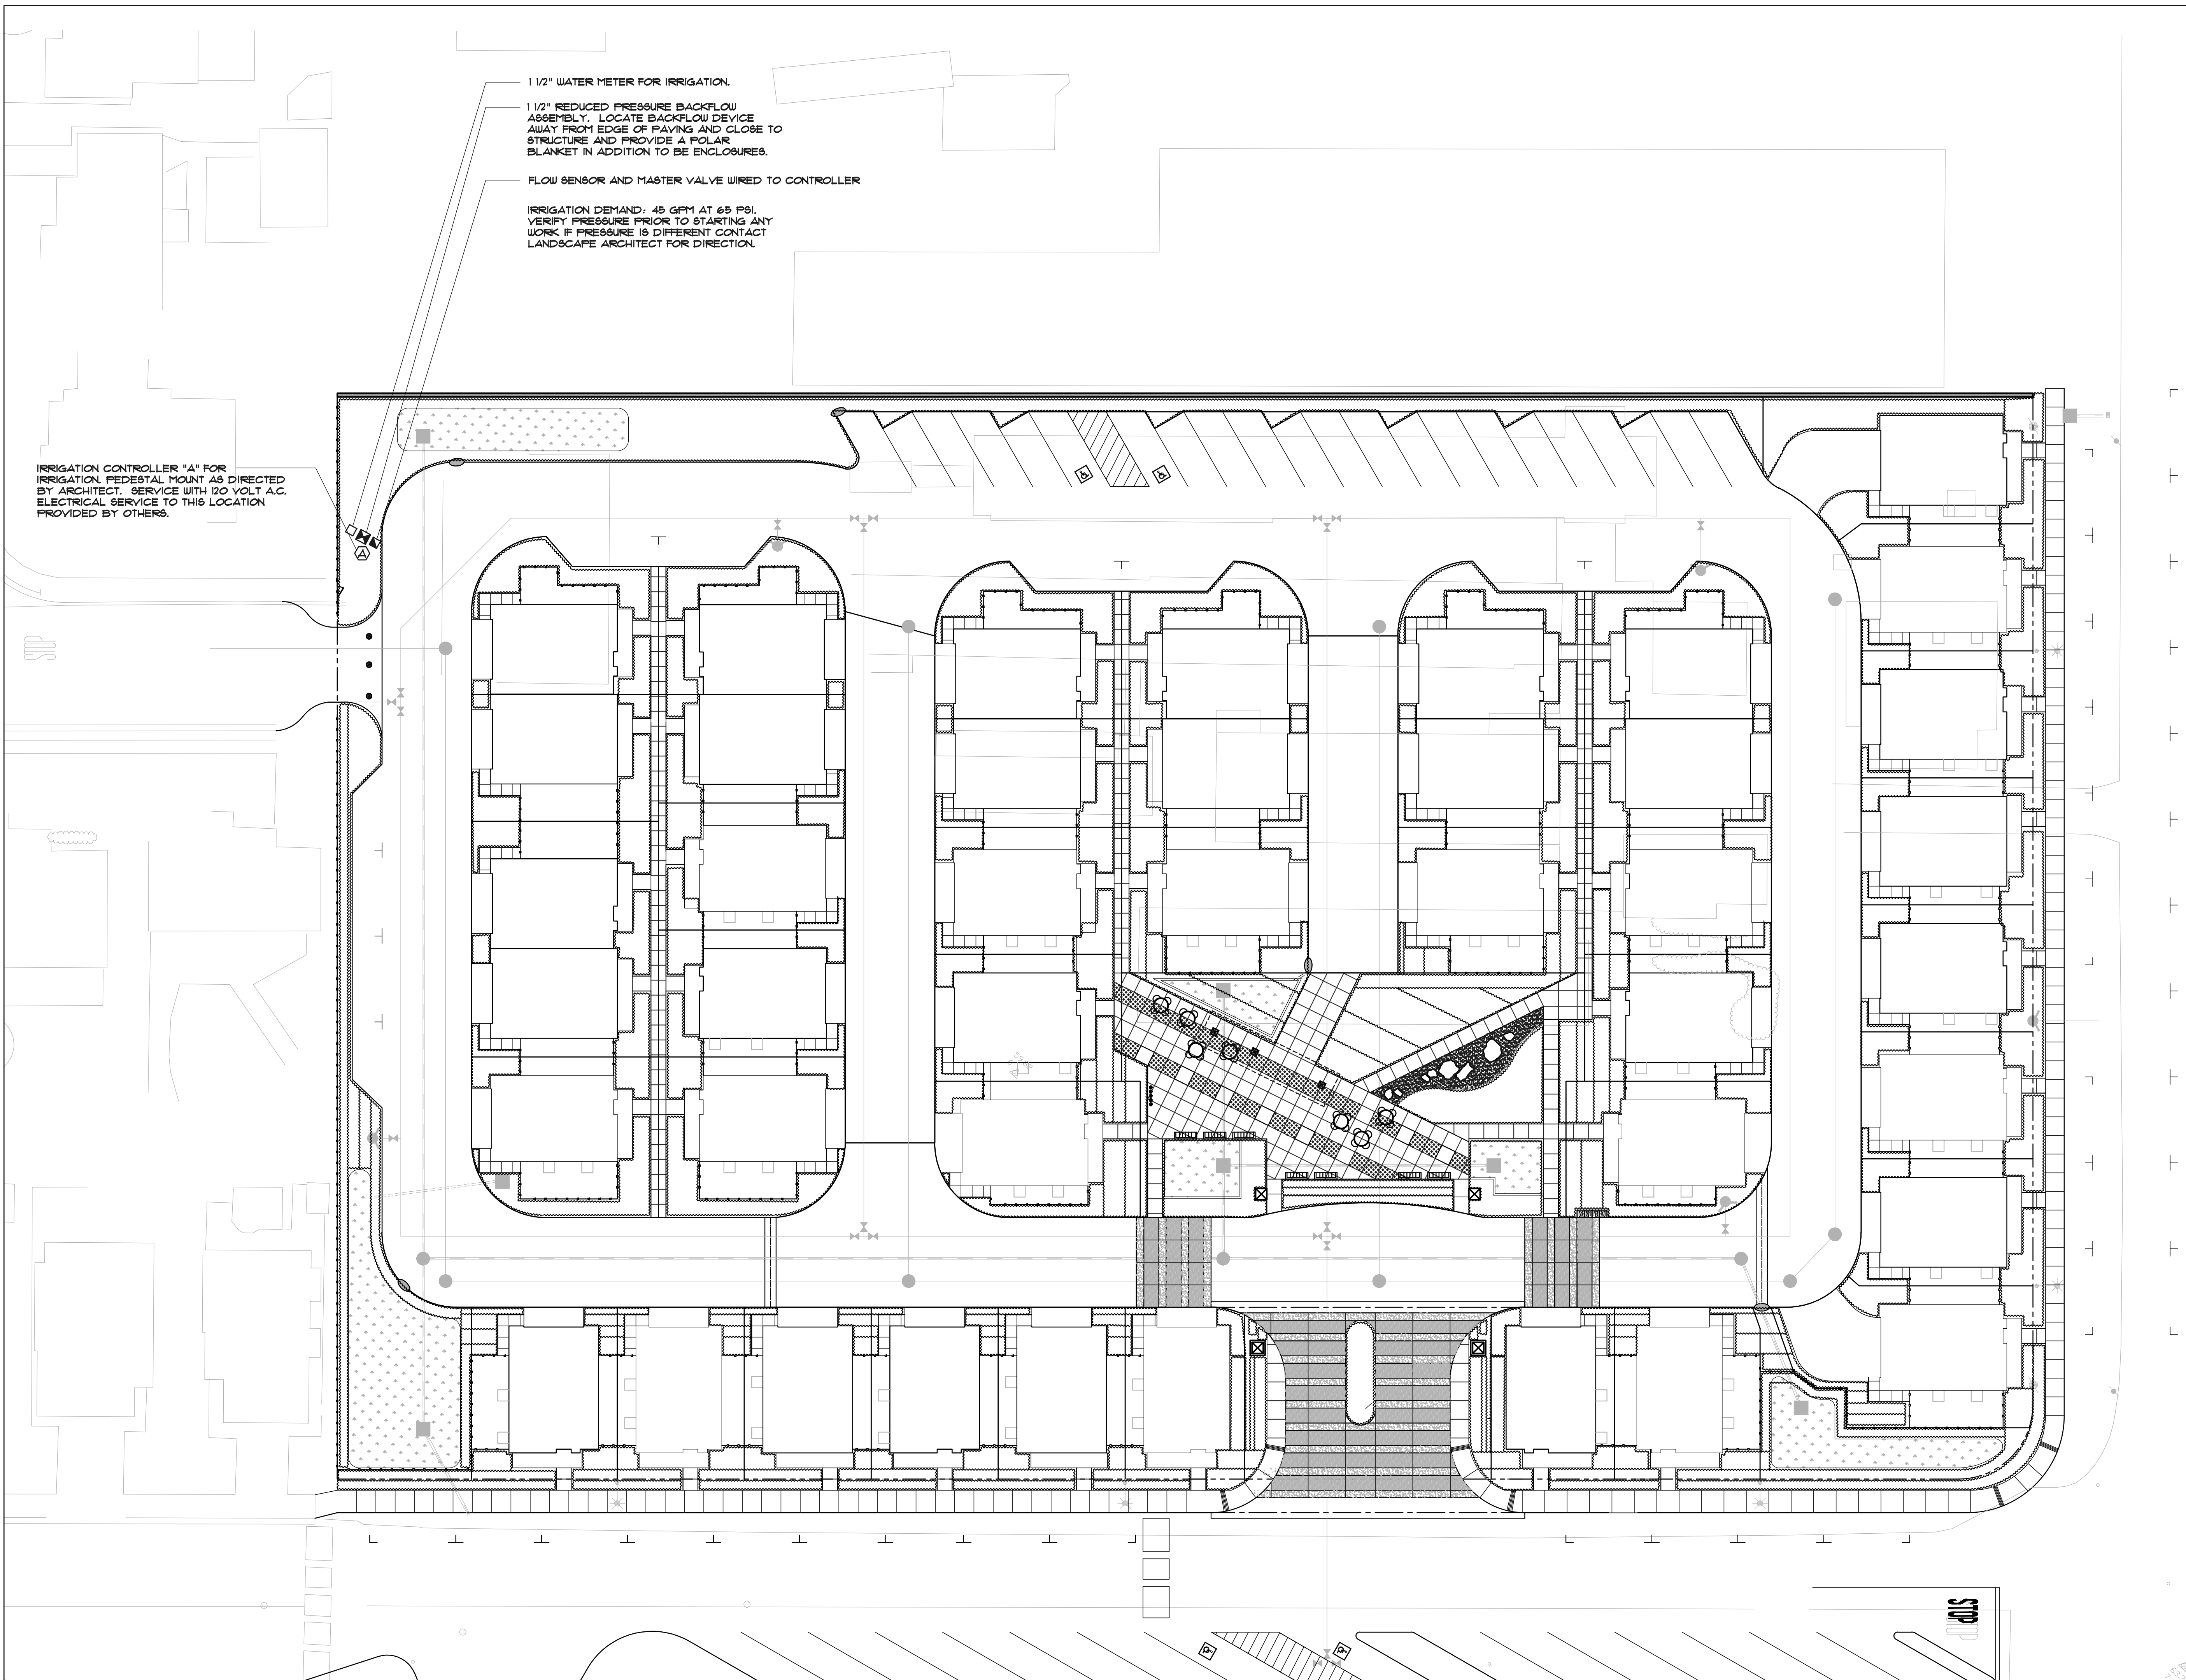 1 1/2" WATER METER FOR IRRIGATION.
1 1/2" REDUCED PRESSURE BACKFLOW
ASSEMBLY. LOCATE BACKFLOW DEVICE
AWAY FROM EDGE OF PAVING AND CLOSE TO
STRUCTURE AND PROVIDE A POLAR
BLANKET IN ADDITION TO BE ENCLOSURES.
FLOW SENSOR AND MASTER VALVE WIRED TO CONTROLLER
IRRIGATION DEMAND: 45 GPM AT 65 PSI.
VERIFY PRESSURE PRIOR TO STARTING ANY
WORK IF PRESSURE IS DIFFERENT CONTACT
LANDSCAPE ARCHITECT FOR DIRECTION.
IRRIGATION CONTROLLER "A" FOR
IRRIGATION. PEDESTAL MOUNT AS DIRECTED
BY ARCHITECT. SERVICE WITH 120 VOLT A.C.
ELECTRICAL SERVICE TO THIS LOCATION
PROVIDED BY OTHERS.
A
STOP